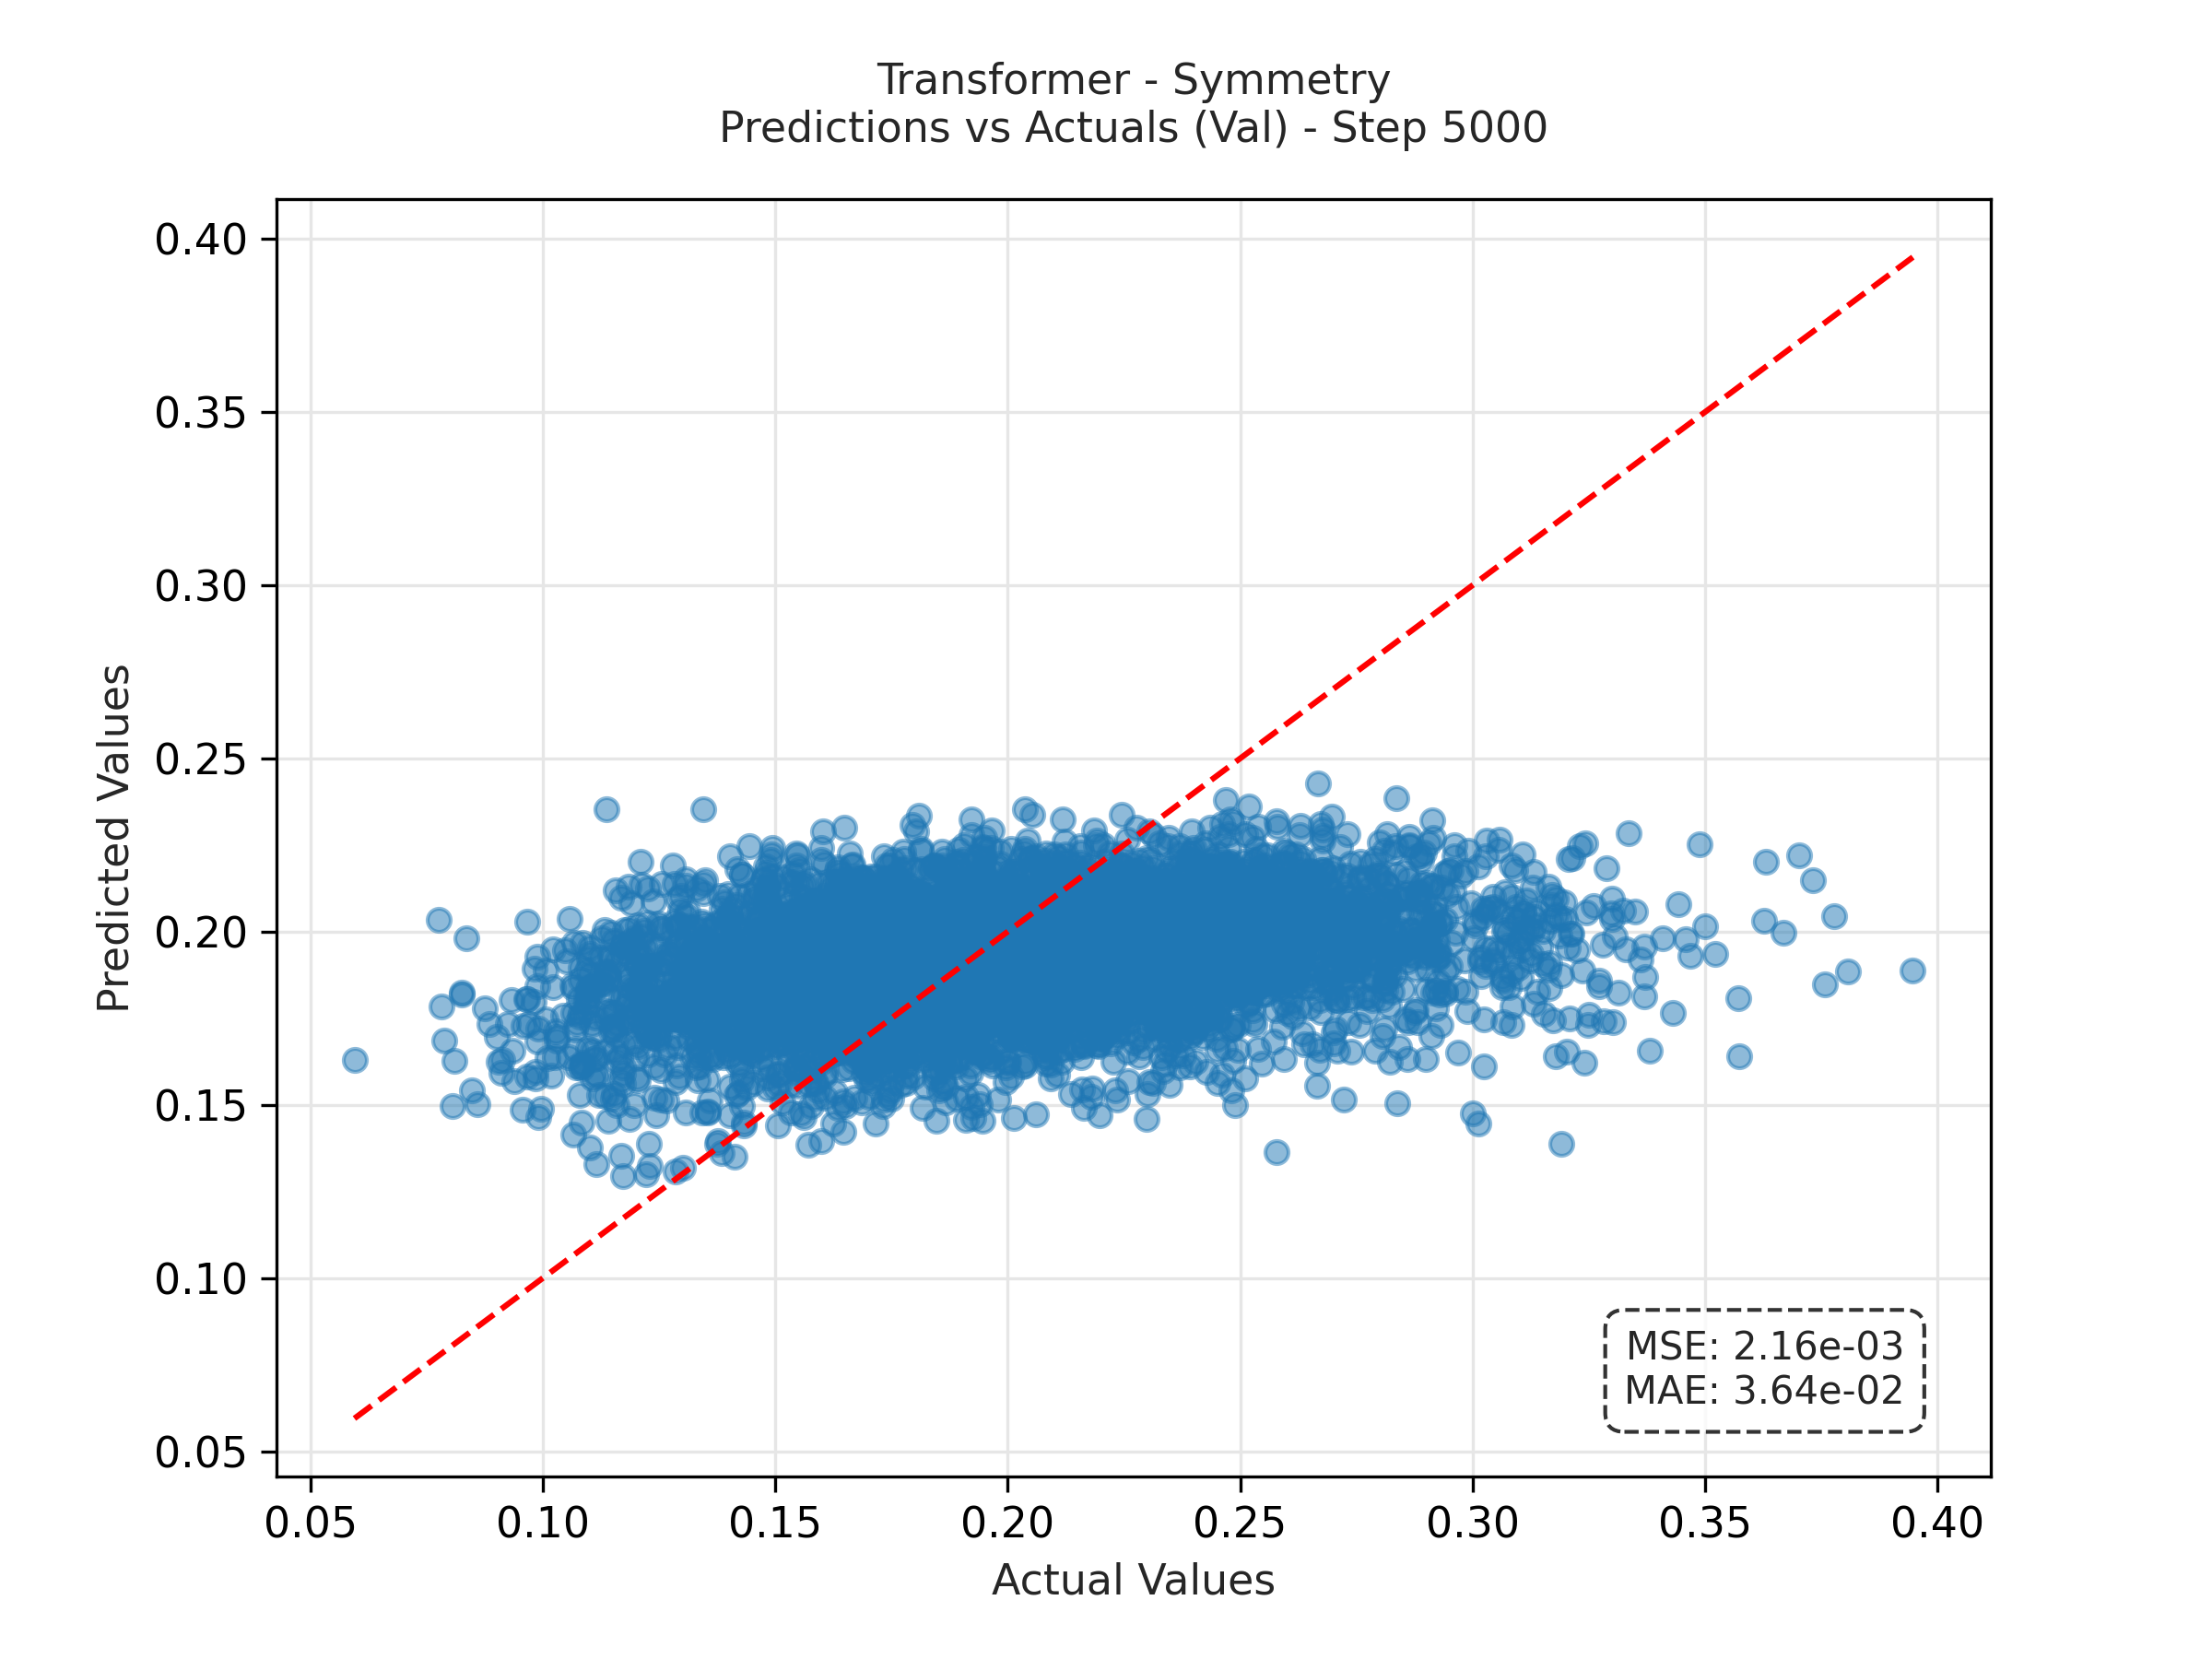 Transformer - Symmetry
Predictions vs Actuals (Val) - Step 5000
Predicted Values
0.40
0.35
0.30
0.25
0.20
0.15
0.10
0.05
MSE: 2.16e-03
MAE: 3.64e-02
0.05 0.10 0.15 0.20 0.25 0.30 0.35 0.40
Actual Values